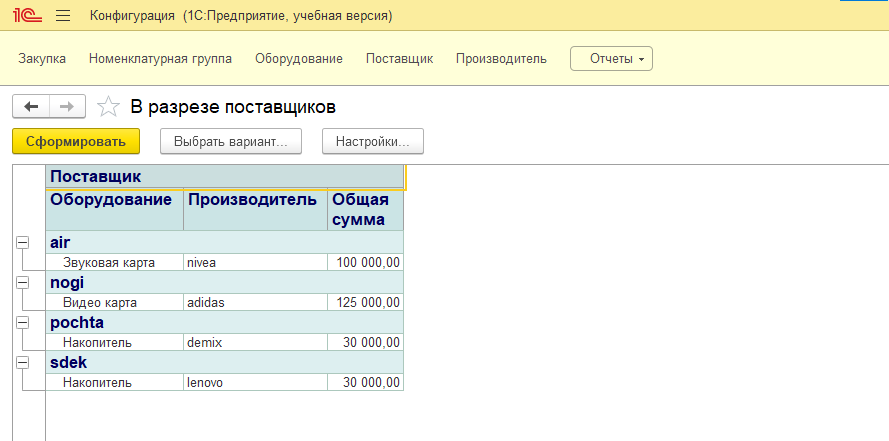 1С Конфигурация (1С:Предприятие, учебная версия)
Закупка Номенклатурная группа Оборудование Поставщик Производитель Отчеты
В разрезе поставщиков
Сформировать Выбрать вариант... Настройки...
Поставщик
Оборудование Производитель Общая
сумма
air
Звуковая карта nivea 100 000,00
nogi
Видео карта adidas 125 000,00
pochta
Накопитель demix 30 000,00
sdek
Накопитель lenovo 30 000,00